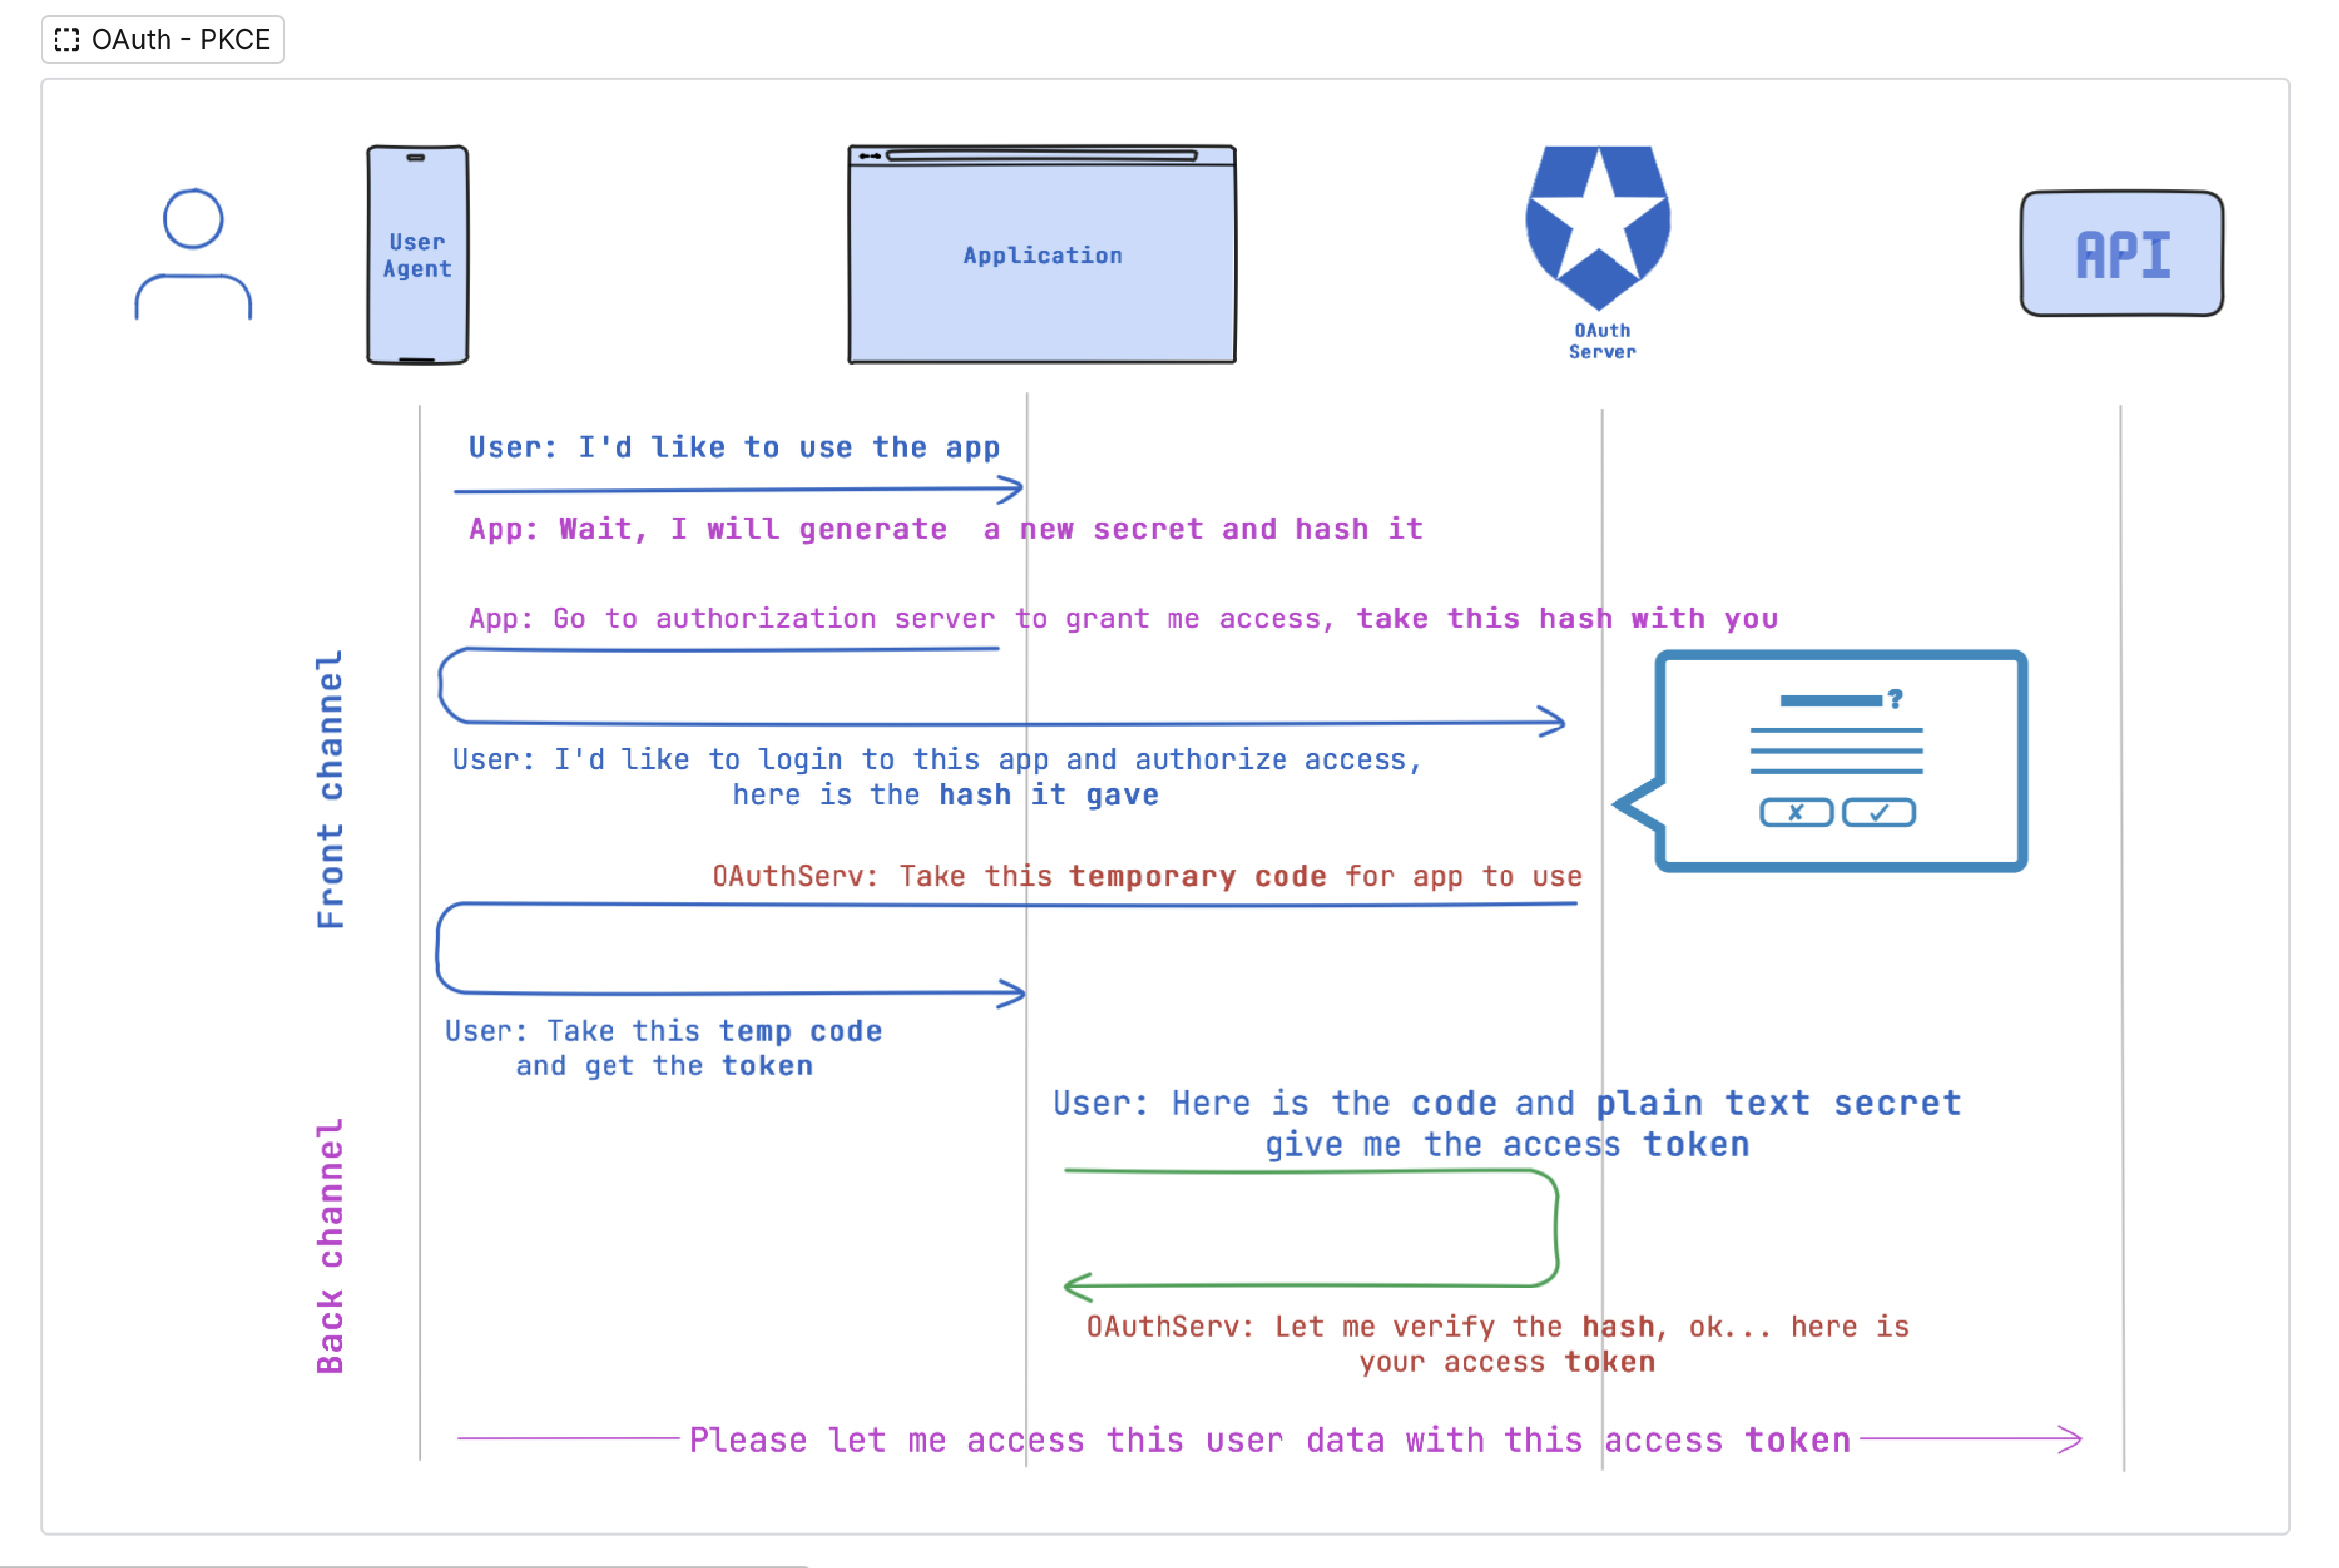 OAuth - PKCE
User
Agent
Application
OAuth
Server
API
User: I'd like to use the app
App: Wait, I will generate  a new secret and hash it
App: Go to authorization server to grant me access, take this hash with you
Front channel
?
User: I'd like to login to this app and authorize access,
here is the hash it gave
OAuthServ: Take this temporary code for app to use
User: Take this temp code
and get the token
Back channel
User: Here is the code and plain text secret
give me the access token
OAuthServ: Let me verify the hash, ok... here is
your access token
Please let me access this user data with this access token